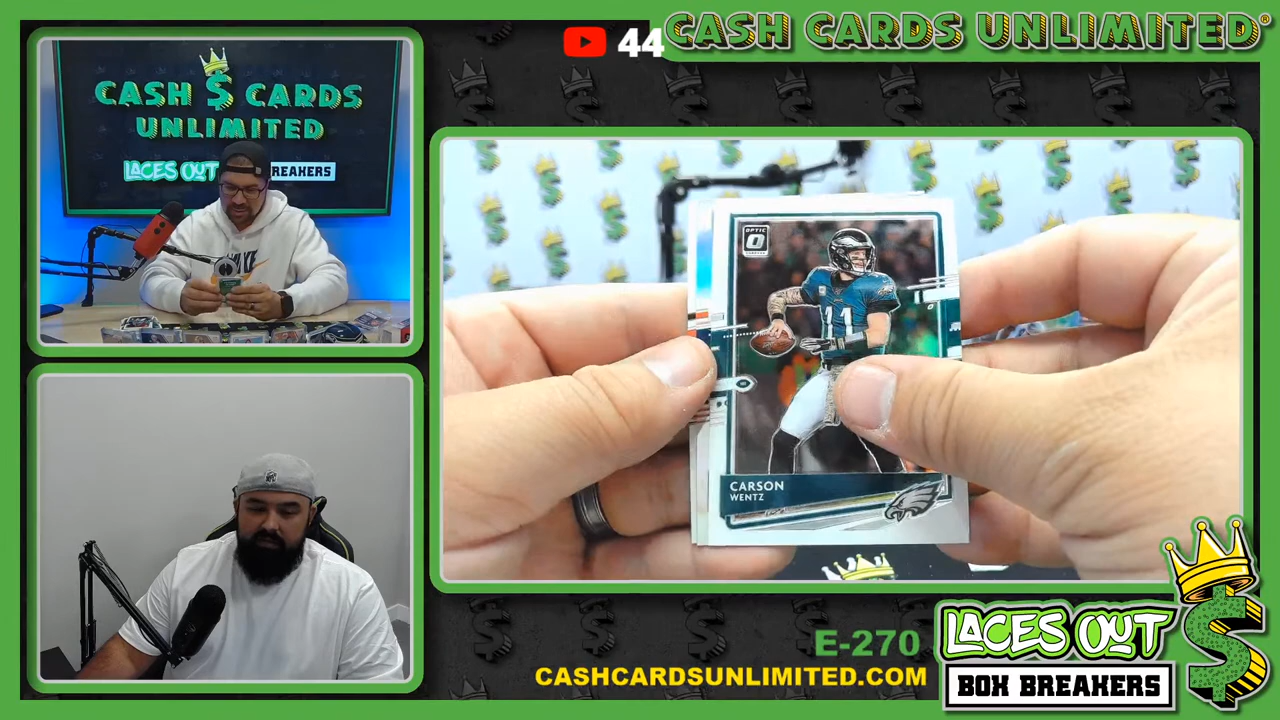 44
CASH CARDS UNLIMITED®
CASH $ CARDS
UNLIMITED
LACES OUT
REAKERS
OPTIC
11
CARSON
WENTZ
E-270
CASHCARDSUNLIMITED.COM
LACES OUT
BOX BREAKERS